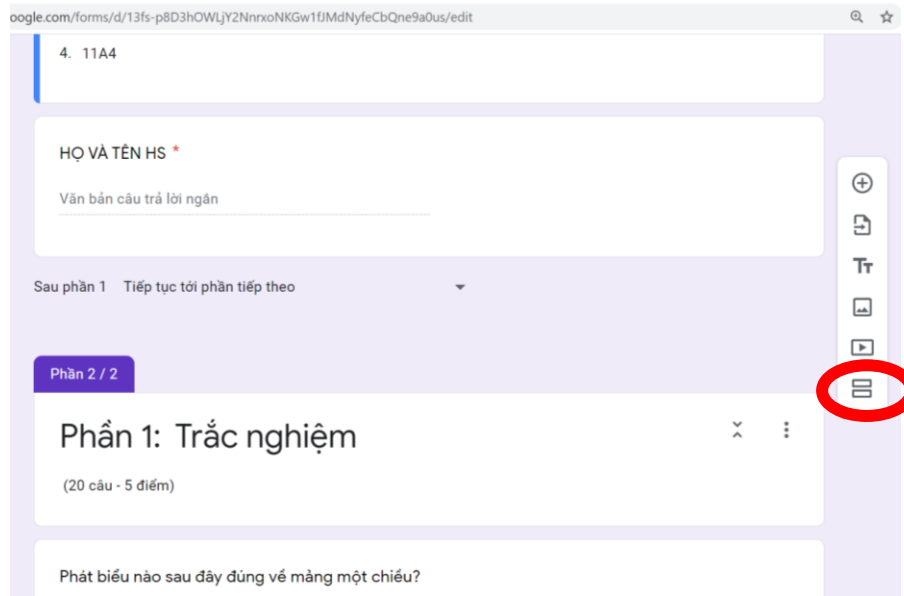 oogle.com/forms/d/13fs-p8D3hOWLjY2NnrxoNKGw1fJMdNyfeCbQne9a0us/edit
4. 11A4
HỌ VÀ TÊN HS *
Văn bản câu trả lời ngắn
Sau phần 1 Tiếp tục tới phần tiếp theo
Tт
Phần 2 / 2
Phần 1: Trắc nghiệm
(20 câu - 5 điểm)
Phát biểu nào sau đây đúng về mảng một chiều?